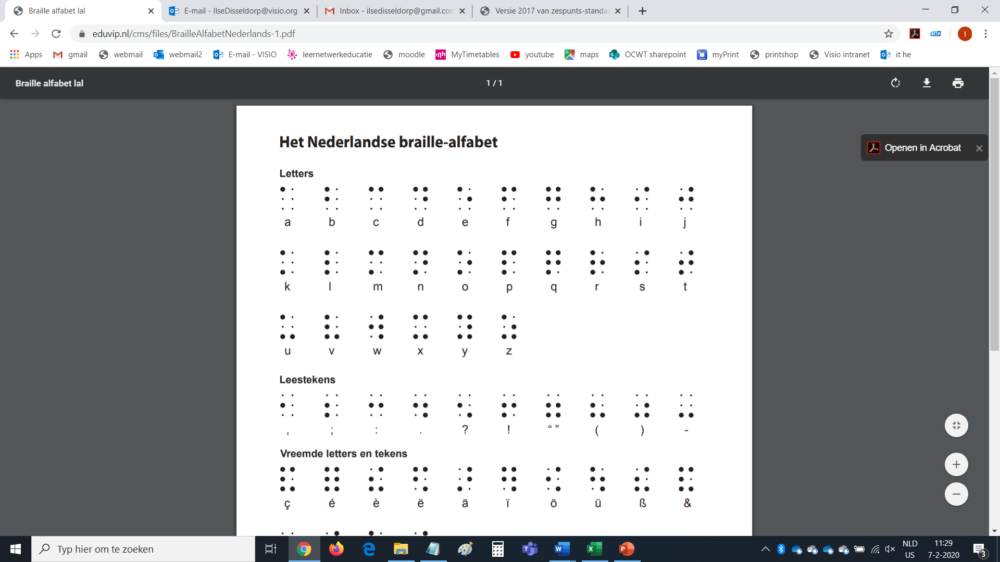 Braille alfabet lal
E-mail - IlseDisseldorp@visio.org
Inbox - ilsedisseldorp@gmail.con
Versie 2017 van zespunts-standa
eduvip.nl/cms/files/BrailleAlfabetNederlands-1.pdf
HTTP
I
Apps gmail webmail webmail2 E-mail - VISIO leernetwerkeducatie moodle MyTimetables youtube maps OCWT sharepoint myPrint printshop Visio intranet it he
Braille alfabet lal
1 / 1
Openen in Acrobat
Het Nederlandse braille-alfabet
Letters
a b c d e f g h i j
k l m n o p q r s t
u v w x y z
Leestekens
, ; : . ? ! “ ” ( ) -
Vreemde letters en tekens
ç é è ë ä ï ö ü ß &
Typ hier om te zoeken
NLD
US
11:29
7-2-2020
3